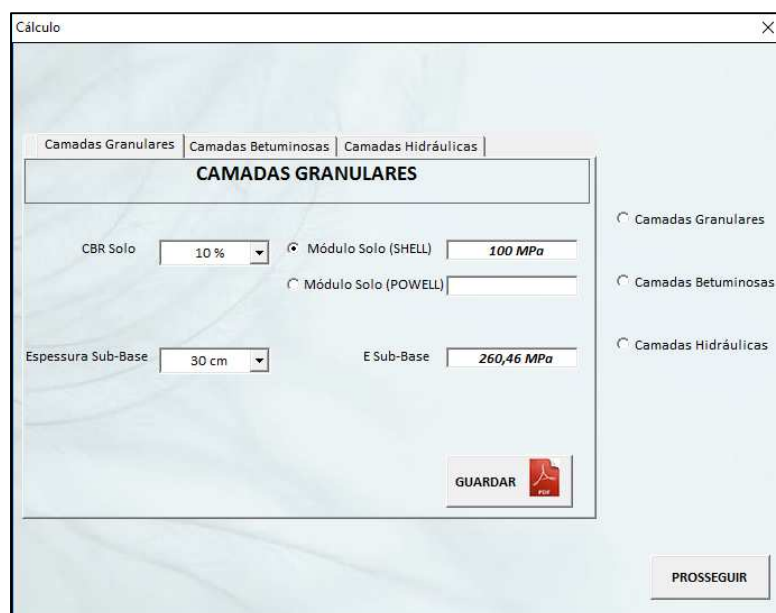 Cálculo
Camadas Granulares Camadas Betuminosas Camadas Hidráulicas
CAMADAS GRANULARES
CBR Solo 10 % Módulo Solo (SHELL) 100 MPa
Módulo Solo (POWELL)
Espessura Sub-Base 30 cm E Sub-Base 260,46 MPa
GUARDAR PDF
Camadas Granulares
Camadas Betuminosas
Camadas Hidráulicas
PROSSEGUIR